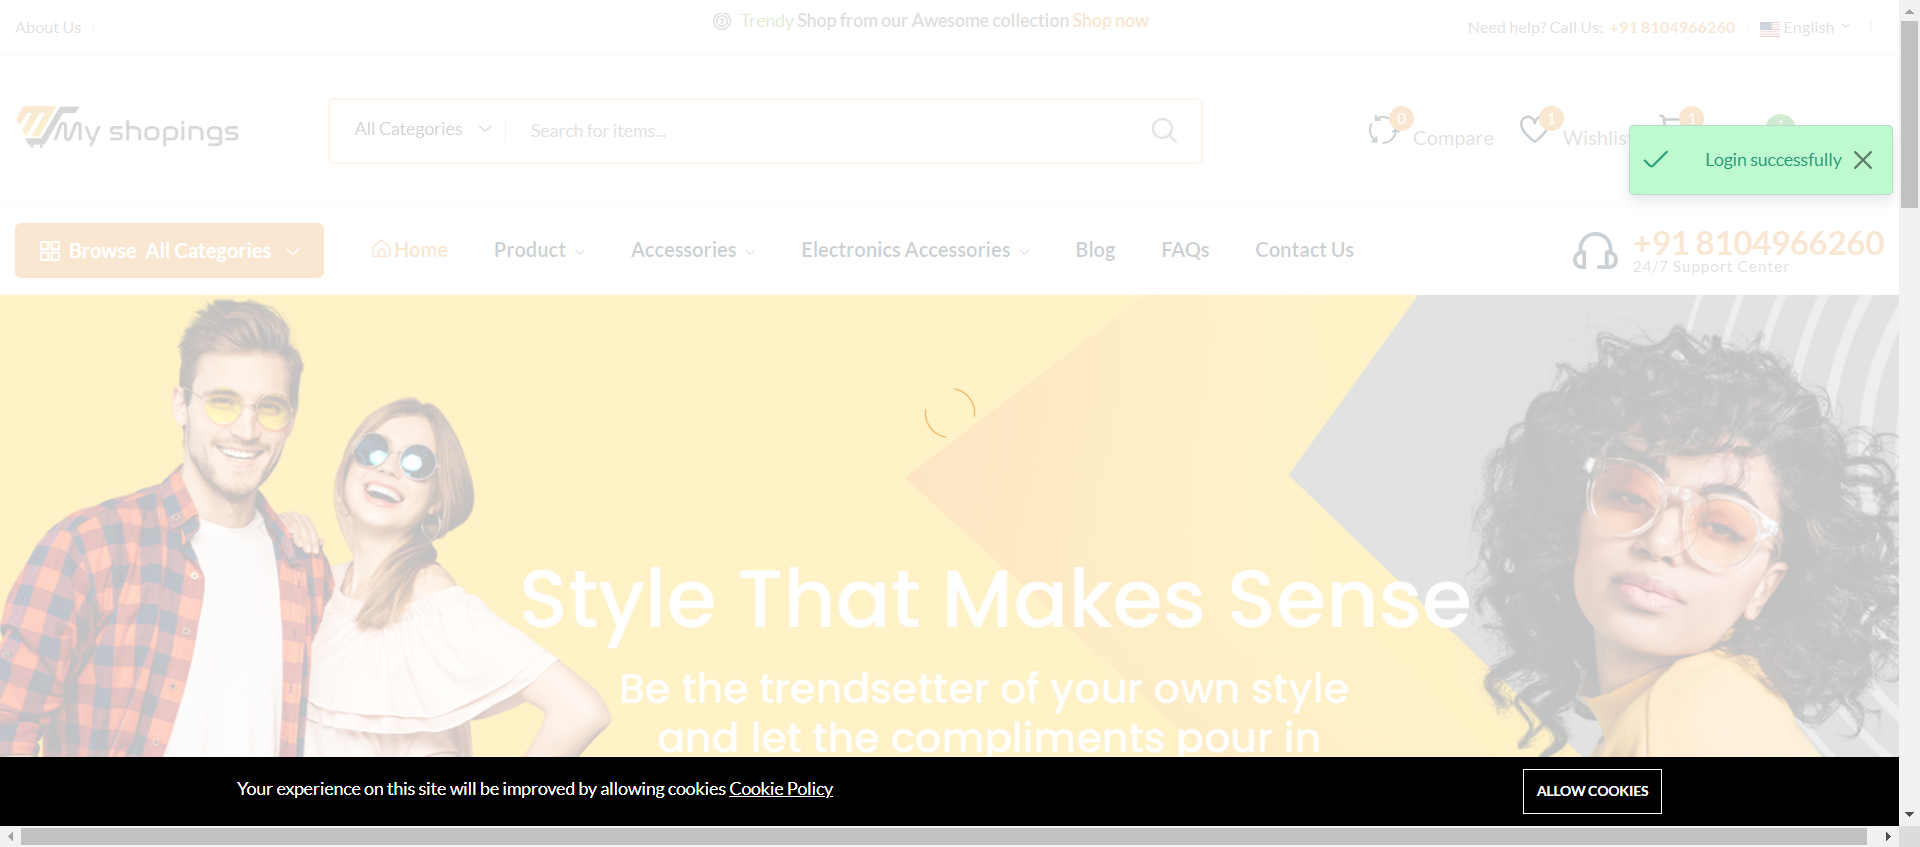 About Us
Trendy Shop from our Awesome collection Shop now
Need help? Call Us: +91 8104966260
English
My shopings
All Categories
Search for items...
0
Compare
1
Wishlist
1
Login successfully
Browse All Categories
Home
Product
Accessories
Electronics Accessories
Blog
FAQs
Contact Us
+91 8104966260
24/7 Support Center
Style That Makes Sense
Be the trendsetter of your own style
and let the compliments pour in
Your experience on this site will be improved by allowing cookies Cookie Policy
ALLOW COOKIES